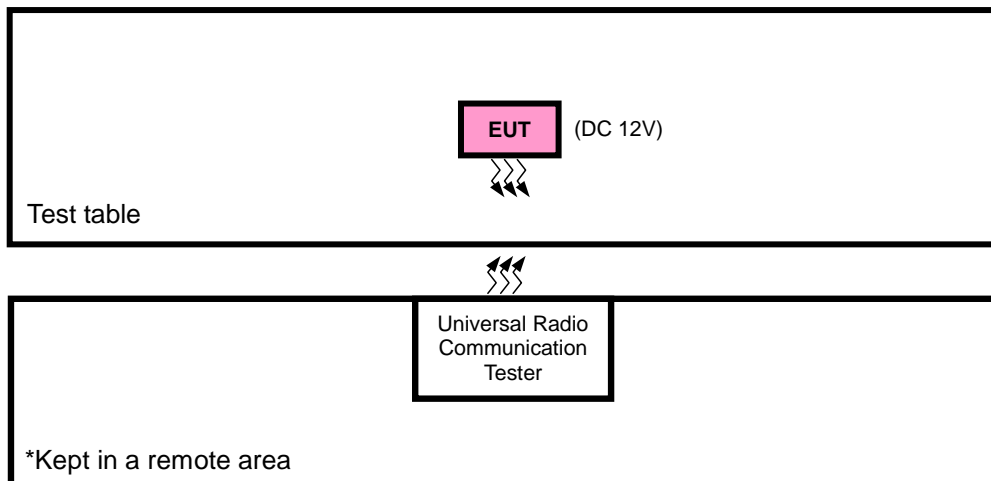 EUT (DC 12V)
Test table
Universal Radio
Communication
Tester
*Kept in a remote area